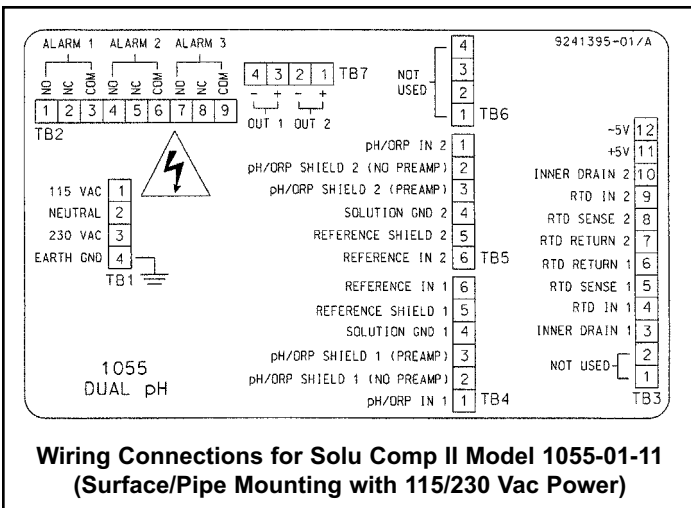 ALARM 1 ALARM 2 ALARM 3
NO NC COM NO NC COM NO NC COM
1 2 3 4 5 6 7 8 9
TB2
4 3 2 1 TB7
- + - +
OUT 1 OUT 2
NOT USED
4
3
2
1 TB6
9241395-01/A
115 VAC 1
NEUTRAL 2
230 VAC 3
EARTH GND 4
TB1
pH/ORP IN 2 1
pH/ORP SHIELD 2 (NO PREAMP) 2
pH/ORP SHIELD 2 (PREAMP) 3
SOLUTION GND 2 4
REFERENCE SHIELD 2 5
REFERENCE IN 2 6 TB5
REFERENCE IN 1 6
REFERENCE SHIELD 1 5
SOLUTION GND 1 4
pH/ORP SHIELD 1 (PREAMP) 3
pH/ORP SHIELD 1 (NO PREAMP) 2
pH/ORP IN 1 1 TB4
-5V 12
+5V 11
INNER DRAIN 2 10
RTD IN 2 9
RTD SENSE 2 8
RTD RETURN 2 7
RTD RETURN 1 6
RTD SENSE 1 5
RTD IN 1 4
INNER DRAIN 1 3
NOT USED 2
1
TB3
1055
DUAL pH
Wiring Connections for Solu Comp II Model 1055-01-11
(Surface/Pipe Mounting with 115/230 Vac Power)